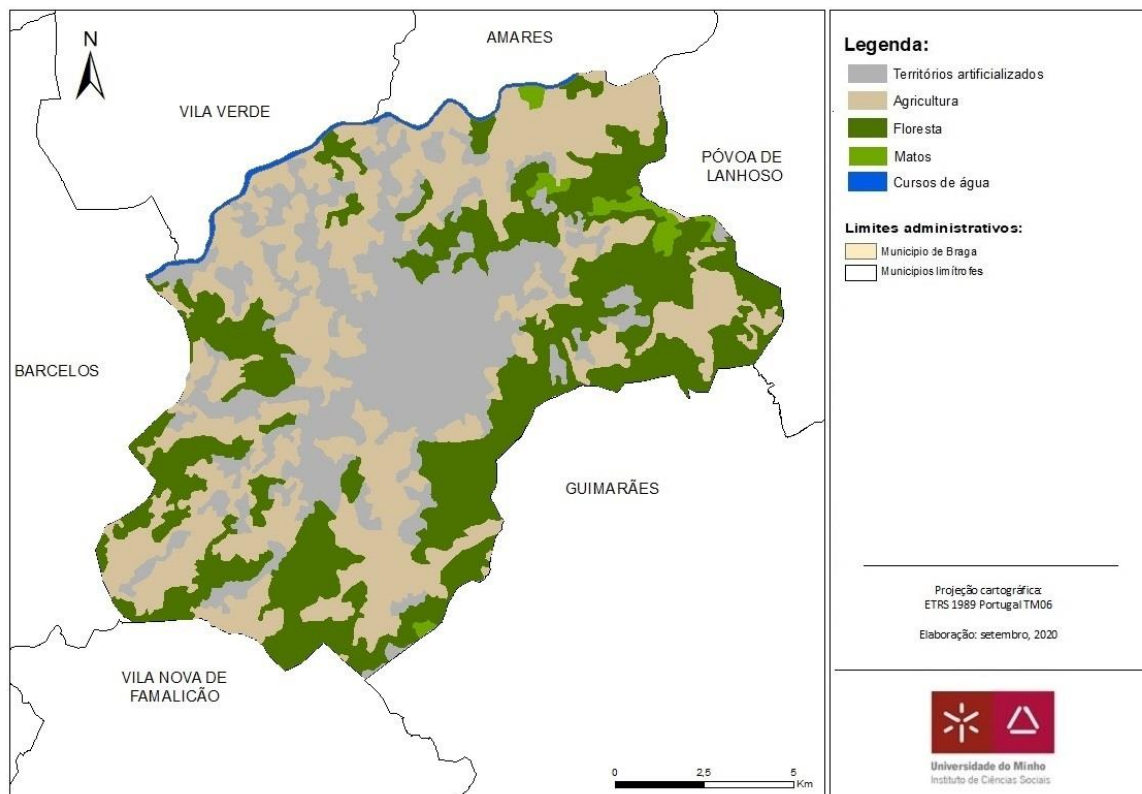 N
AMARES
VILA VERDE
PÓVOA DE
LANHOSO
BARCELOS
GUIMARÃES
VILA NOVA DE
FAMALICÃO
0 2,5 5
Km
Legenda:
Territórios artificializados
Agricultura
Floresta
Matos
Cursos de água
Limites administrativos:
Municipio de Braga
Municipios limítrofes
Projeção cartográfica:
ETRS 1989 Portugal TM06
Elaboração: setembro, 2020
Universidade do Minho
Instituto de Ciências Sociais